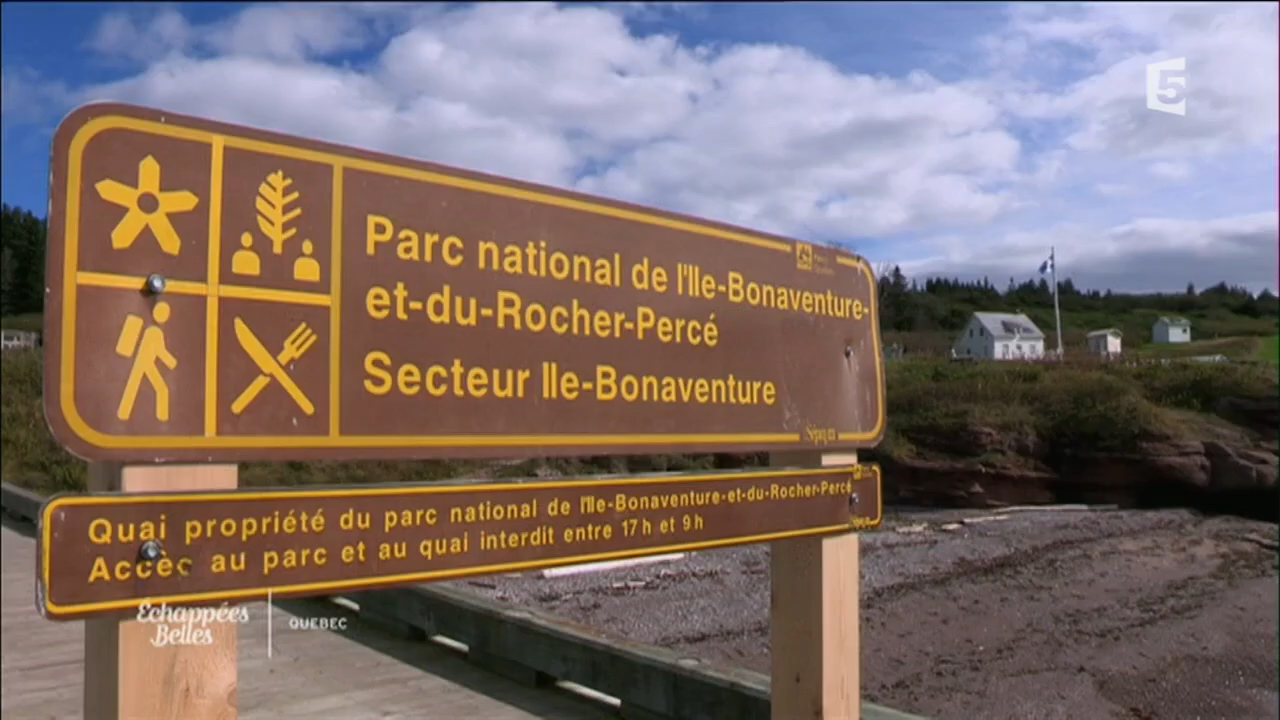 5
Parc national de l'Ile-Bonaventure-
et-du-Rocher-Percé
Secteur Ile-Bonaventure
Sépaq
Quai propriété du parc national de l'Ile-Bonaventure-et-du-Rocher-Percé
Accès au parc et au quai interdit entre 17 h et 9 h
Échappées
Belles
QUEBEC